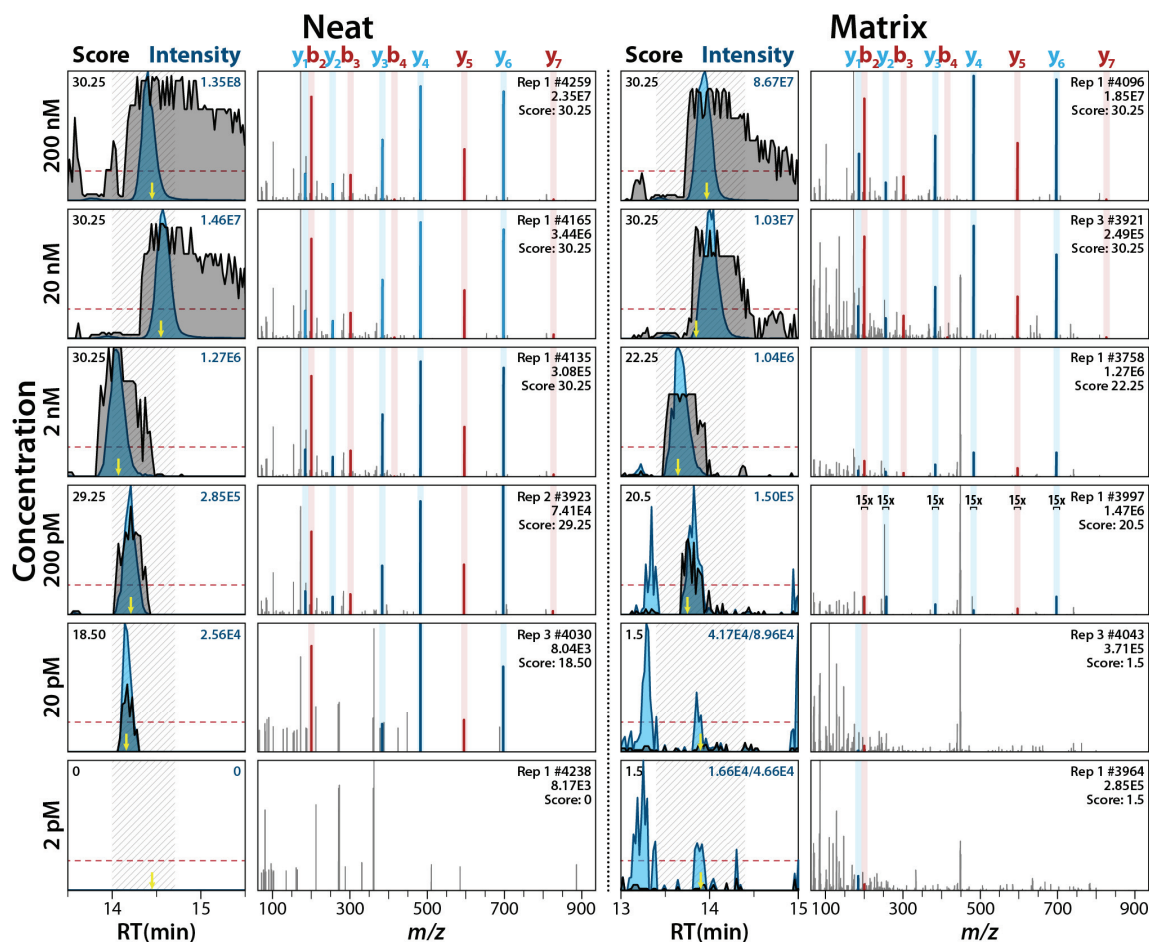 Neat
Matrix
Score Intensity
y1 b2 y2 b3 y3 b4 y4 y5 y6 y7
Score Intensity
y1 b2 y2 b3 y3 b4 y4 y5 y6 y7
Concentration
200 nM
30.25 1.35E8
Rep 1 #4259
2.35E7
Score: 30.25
30.25 8.67E7
Rep 1 #4096
1.85E7
Score: 30.25
20 nM
30.25 1.46E7
Rep 1 #4165
3.44E6
Score: 30.25
30.25 1.03E7
Rep 3 #3921
2.49E5
Score: 30.25
2 nM
30.25 1.27E6
Rep 1 #4135
3.08E5
Score: 30.25
22.25 1.04E6
Rep 1 #3758
1.27E6
Score 22.25
200 pM
29.25 2.85E5
Rep 2 #3923
7.41E4
Score: 29.25
20.5 1.50E5
15x 15x 15x 15x 15x 15x
Rep 1 #3997
1.47E6
Score: 20.5
20 pM
18.50 2.56E4
Rep 3 #4030
8.04E3
Score: 18.50
1.5 4.17E4/8.96E4
Rep 3 #4043
3.71E5
Score: 1.5
2 pM
0 0
Rep 1 #4238
8.17E3
Score: 0
1.5 1.66E4/4.66E4
Rep 1 #3964
2.85E5
Score: 1.5
14 15
100 300 500 700 900
13 14 15
100 300 500 700 900
RT(min)
m/z
RT(min)
m/z